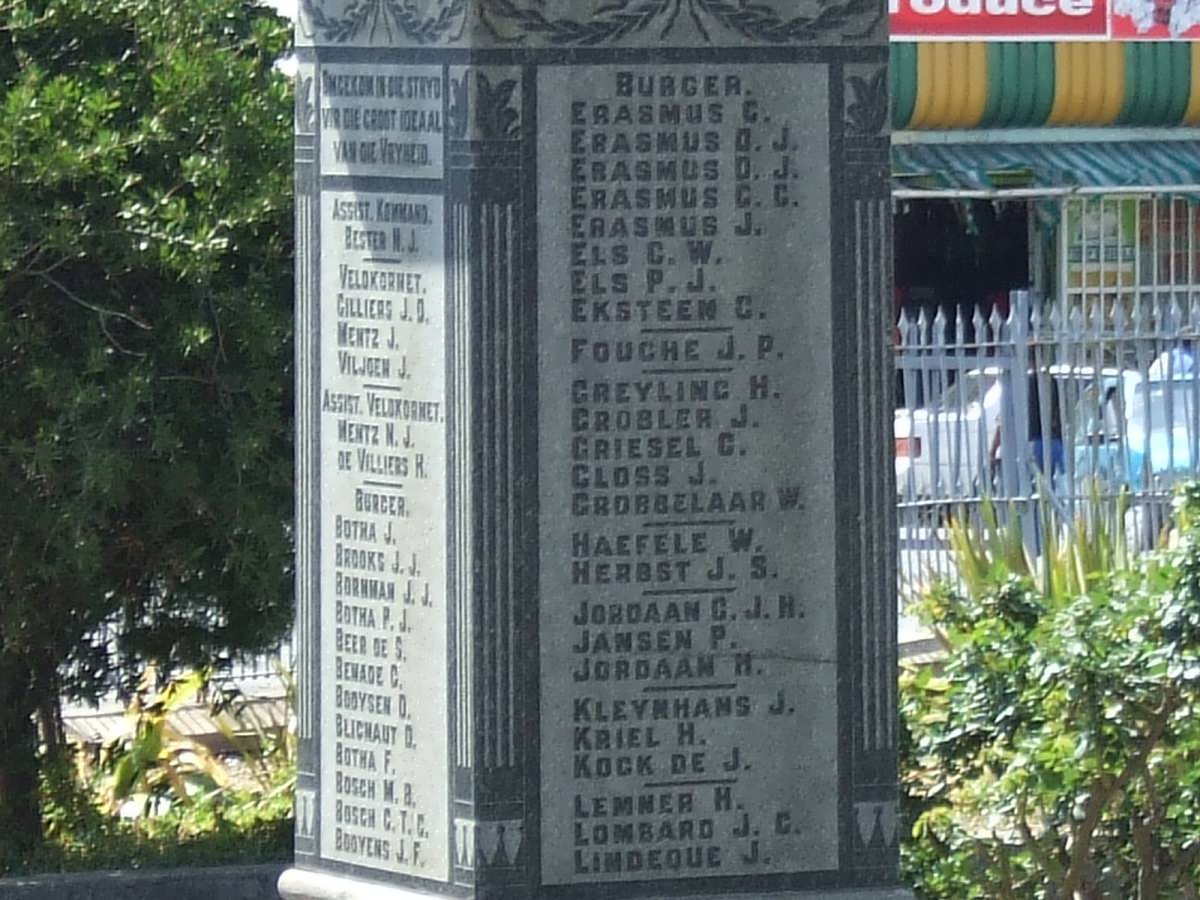 OMGEKOM IN DIE STRYD
VIR DIE GROOT IDEAAL
VAN DIE VRYHEID.
ASSIST. KOMMAND.
BESTER N. J.
VELDKORNET.
CILLIERS J. D.
MENTZ J.
VILJOEN J.
ASSIST. VELDKORNET.
MENTZ N. J.
DE VILLIERS H.
BURGER.
BOTHA J.
BROOKS J. J.
BORNMAN J. J.
BOTHA P. J.
BEER DE S.
BENADE C.
BOOYSEN D.
BLIGNAUT D.
BOTHA F.
BOSCH M. B.
BOSCH C. T. C.
BOOYENS J. F.
BURGER.
ERASMUS C.
ERASMUS D. J.
ERASMUS D. J.
ERASMUS C. C.
ERASMUS J.
ELS C. W.
ELS P. J.
EKSTEEN G.
FOUCHE J. P.
GREYLING H.
GROBLER J.
GRIESEL G.
GLOSS J.
GROBBELAAR W.
HAEFELE W.
HERBST J. S.
JORDAAN C. J. H.
JANSEN P.
JORDAAN H.
KLEYNHANS J.
KRIEL H.
KOCK DE J.
LEMMER H.
LOMBARD J. C.
LINDEQUE J.
roduce